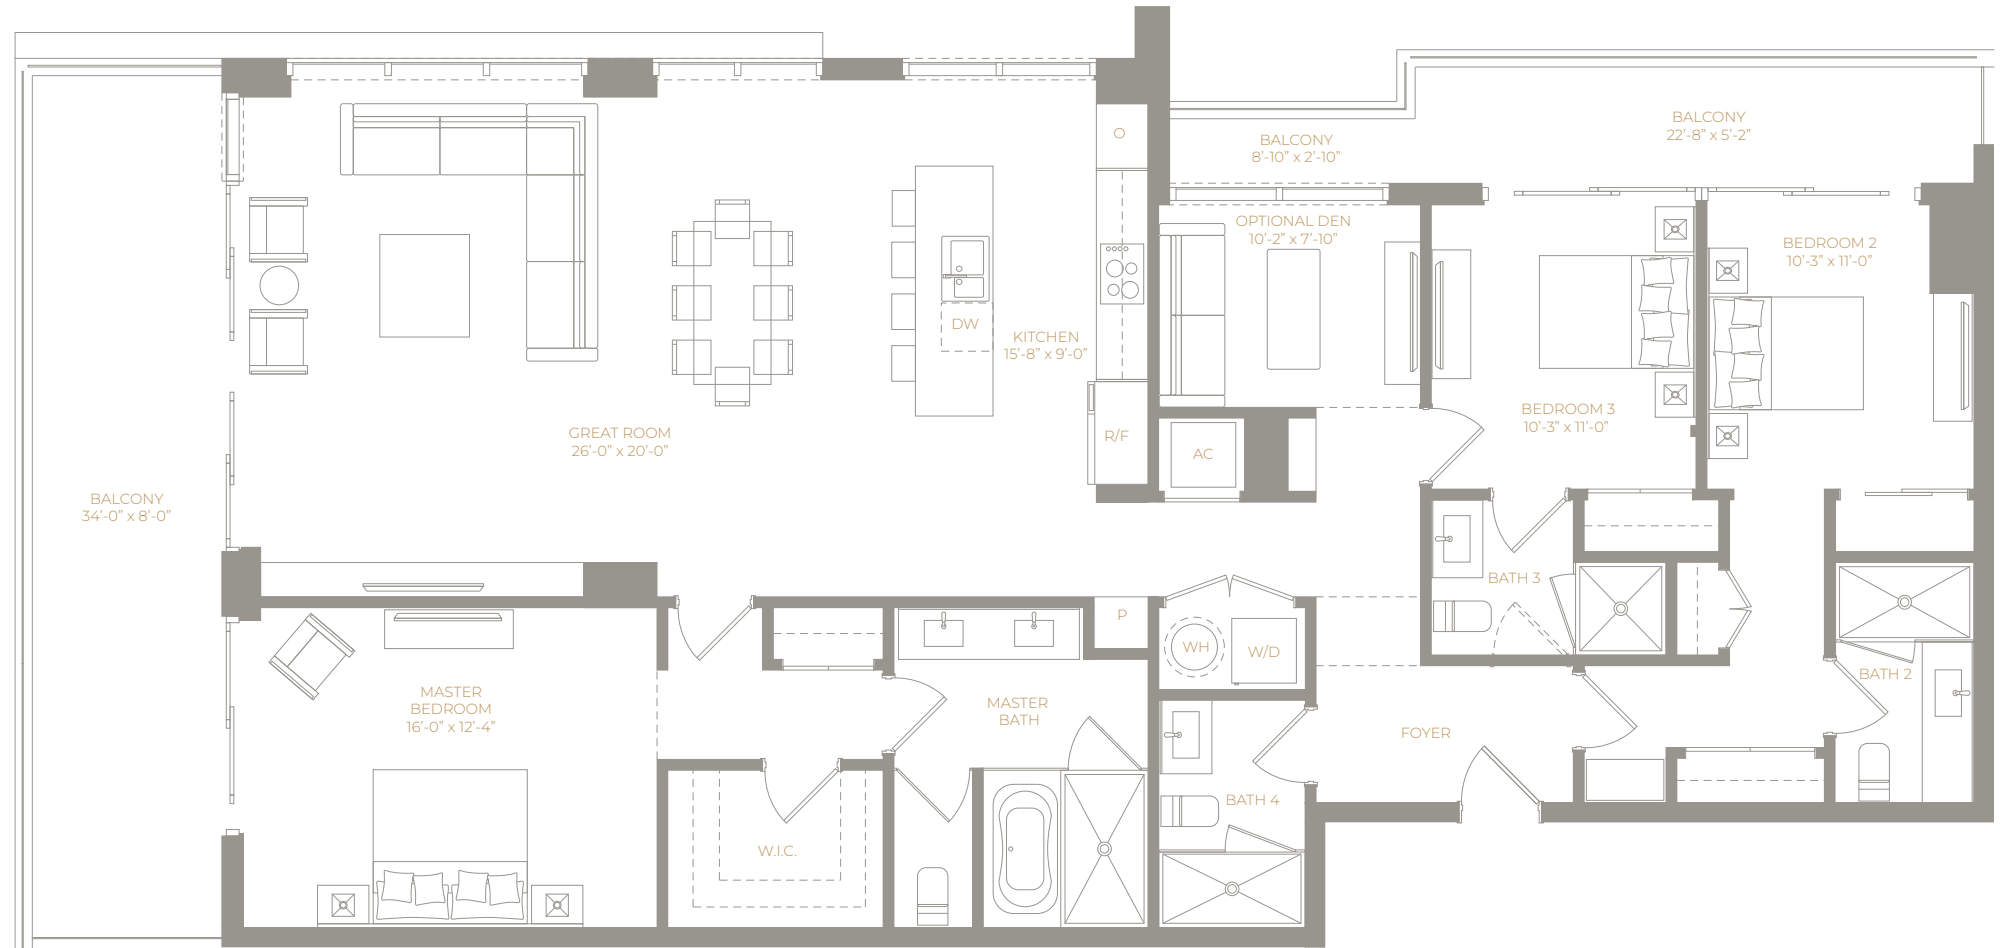 BALCONY
22'-8" x 5'-2"
O
BALCONY
8'-10" x 2'-10"
OPTIONAL DEN
10'-2" x 7'-10"
BEDROOM 2
10'-3" x 11'-0"
DW
KITCHEN
15'-8" x 9'-0"
BEDROOM 3
10'-3" x 11'-0"
GREAT ROOM
26'-0" x 20'-0"
R/F
AC
BALCONY
34'-0" x 8'-0"
BATH 3
P
WH
W/D
BATH 2
MASTER
BEDROOM
16'-0" x 12'-4"
MASTER
BATH
FOYER
BATH 4
W.I.C.